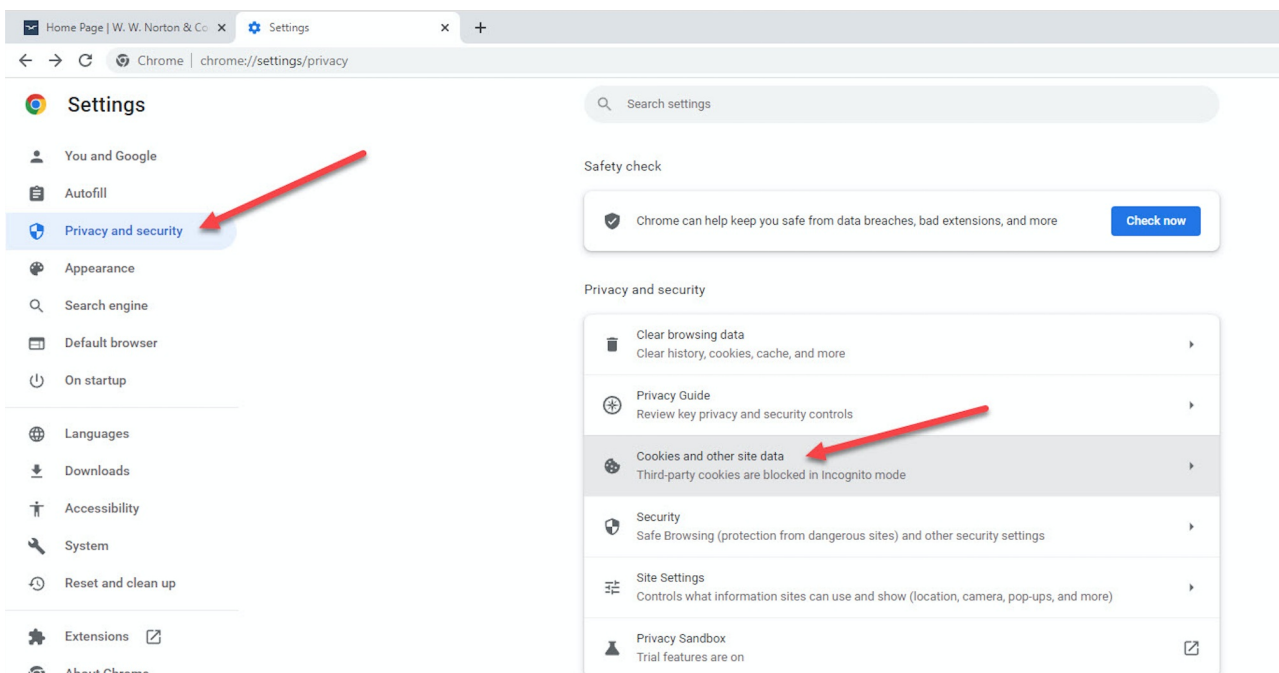 Home Page | W. W. Norton & Co
Settings
Chrome | chrome://settings/privacy
Settings
Search settings
You and Google
Autofill
Privacy and security
Appearance
Search engine
Default browser
On startup
Languages
Downloads
Accessibility
System
Reset and clean up
Extensions
About Chrome
Safety check
Chrome can help keep you safe from data breaches, bad extensions, and more
Check now
Privacy and security
Clear browsing data
Clear history, cookies, cache, and more
Privacy Guide
Review key privacy and security controls
Cookies and other site data
Third-party cookies are blocked in Incognito mode
Security
Safe Browsing (protection from dangerous sites) and other security settings
Site Settings
Controls what information sites can use and show (location, camera, pop-ups, and more)
Privacy Sandbox
Trial features are on